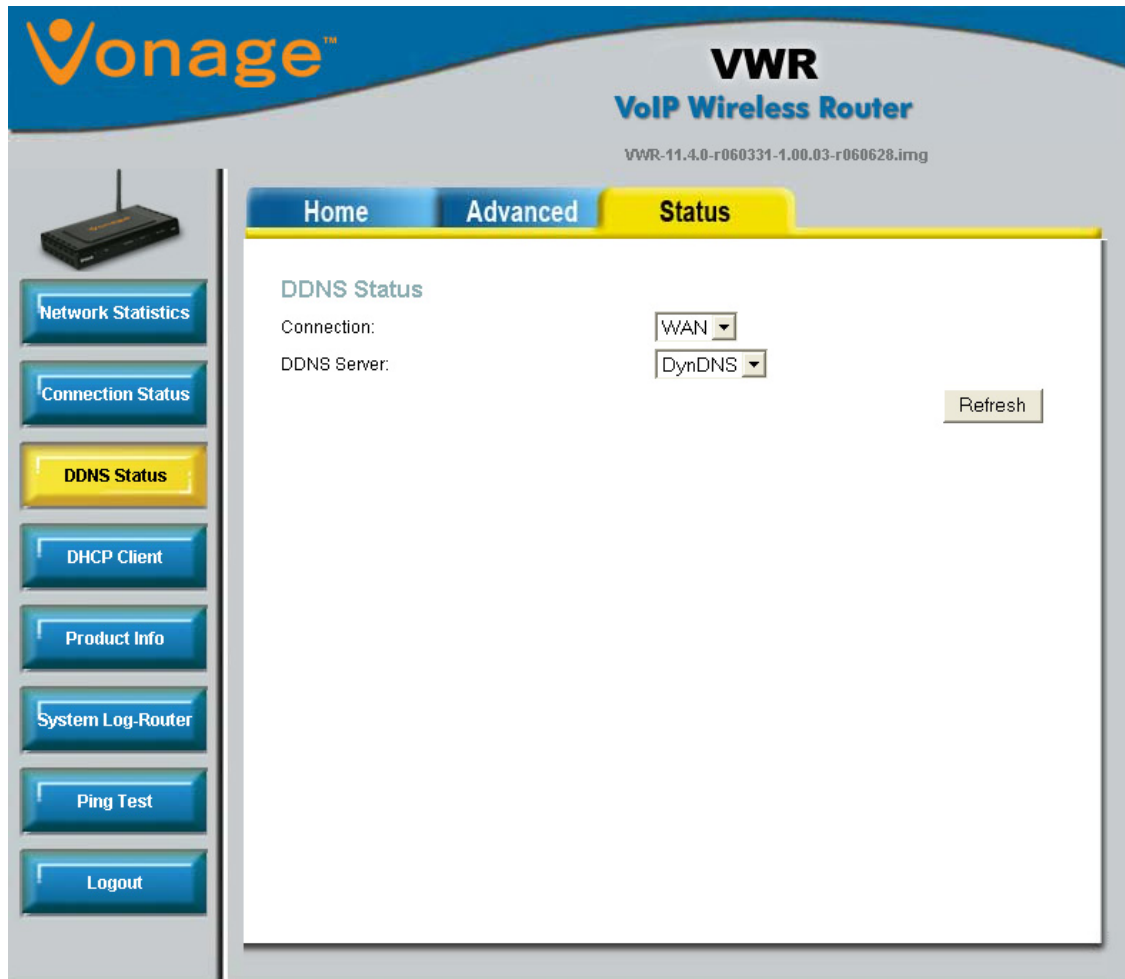 Vonage™
VWR
VoIP Wireless Router
VWR-11.4.0-r060331-1.00.03-r060628.img
Home
Advanced
Status
Network Statistics
Connection Status
DDNS Status
DHCP Client
Product Info
System Log-Router
Ping Test
Logout
DDNS Status
Connection:
WAN
DDNS Server:
DynDNS
Refresh